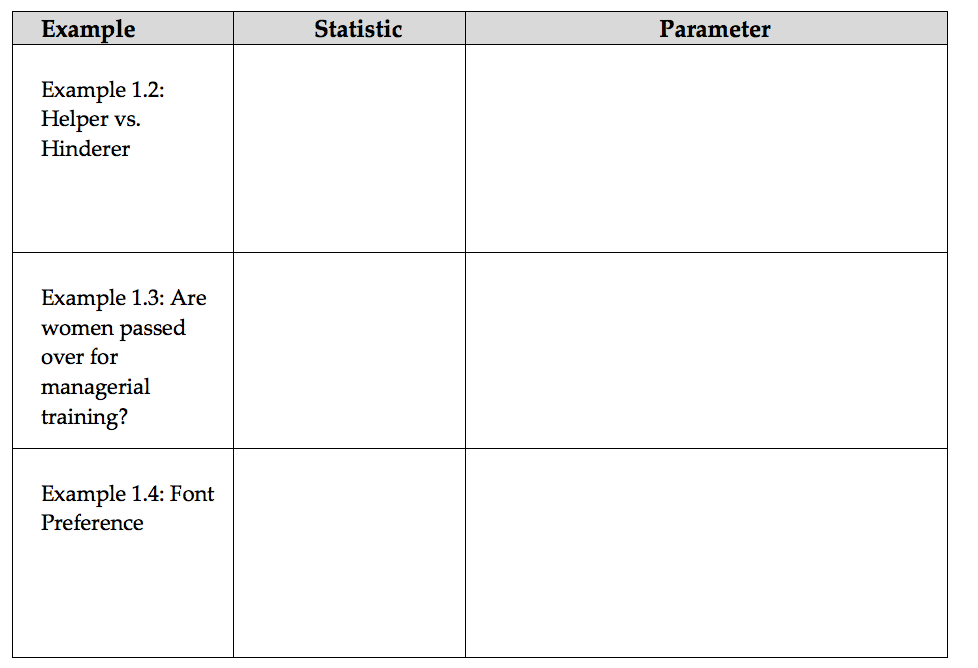 Example Statistic Parameter
Example 1.2:
Helper vs.
Hinderer
Example 1.3: Are
women passed
over for
managerial
training?
Example 1.4: Font
Preference